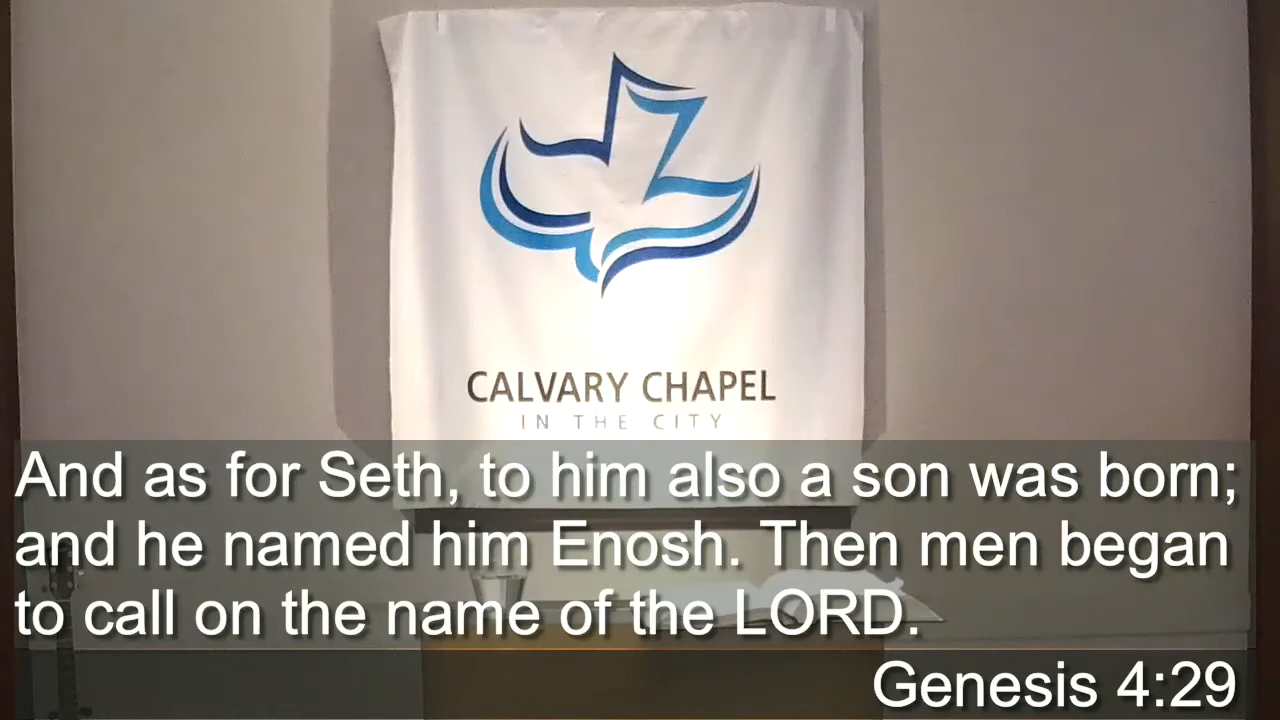 CALVARY CHAPEL
IN THE CITY
And as for Seth, to him also a son was born;
and he named him Enosh. Then men began
to call on the name of the LORD.
Genesis 4:29